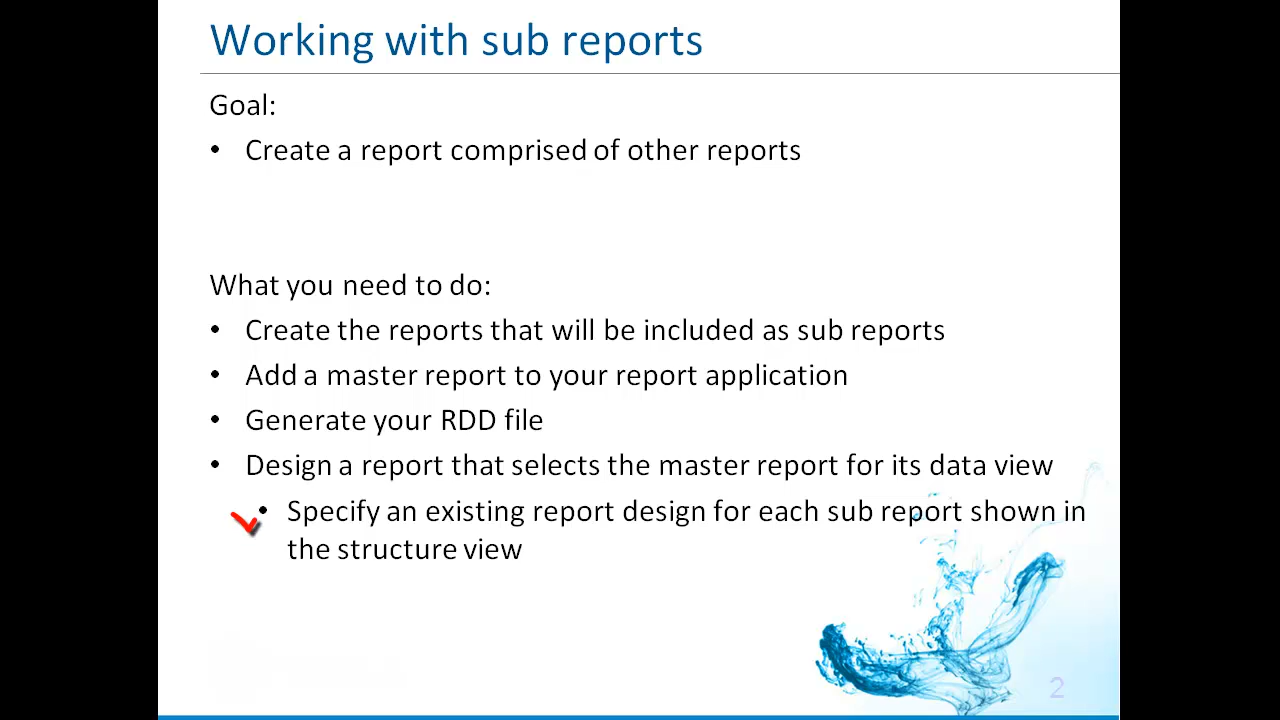 Working with sub reports
Goal:
• Create a report comprised of other reports
What you need to do:
• Create the reports that will be included as sub reports
• Add a master report to your report application
• Generate your RDD file
• Design a report that selects the master report for its data view
• Specify an existing report design for each sub report shown in
the structure view
2